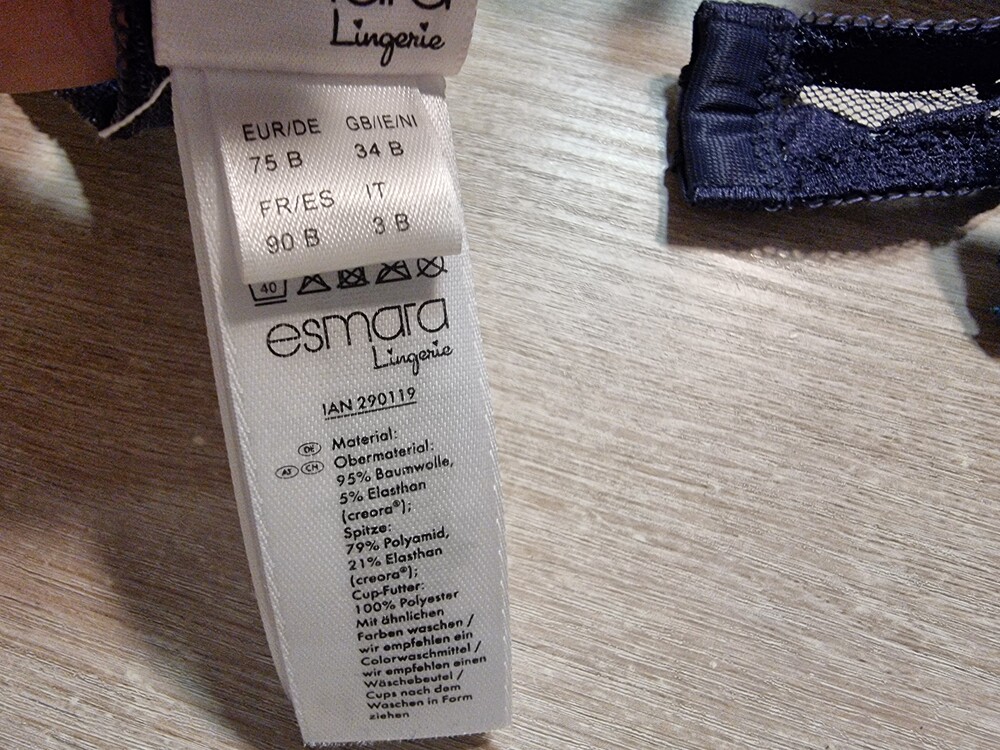 Lingerie
EUR/DE GB/IE/NI
75 B 34 B
FR/ES IT
90 B 3 B
40
esmara
Lingerie
IAN 290119
DE Material:
AT CH Obermaterial:
95% Baumwolle,
5% Elasthan
(creora®);
Spitze:
79% Polyamid,
21% Elasthan
(creora®);
Cup-Futter:
100% Polyester
Mit ähnlichen
Farben waschen /
wir empfehlen ein
Colorwaschmittel /
wir empfehlen einen
Wäschebeutel /
Cups nach dem
Waschen in Form
ziehen